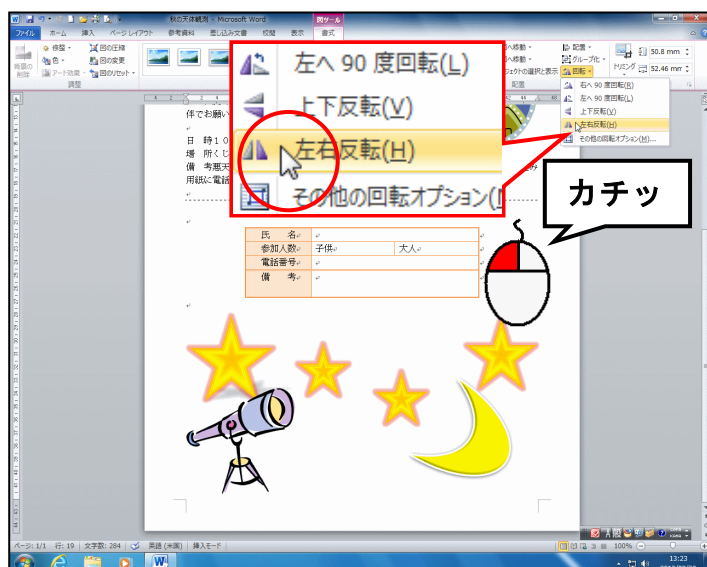 秋の天体観測 - Microsoft Word
図ツール
ファイル ホーム 挿入 ページ レイアウト 参考資料 差し込み文書 校閲 表示 書式
背景の
削除
修整
色
アート効果
図の圧縮
図の変更
図のリセット
調整
配置
グループ化
回転
配置
トリミング
50.8 mm
52.46 mm
右へ 90 度回転(R)
左へ 90 度回転(L)
上下反転(V)
左右反転(H)
その他の回転オプション(M)...
左へ 90 度回転(L)
上下反転(V)
左右反転(H)
その他の回転オプション(
カチッ
伴でお願い
日 時１０
場 所くじ
備 考悪天
用紙に電話
氏 名
参加人数 子供 大人
電話番号
備 考
ページ: 1/1 行: 19 文字数: 284 英語 (米国) 挿入モード
100%
13:23